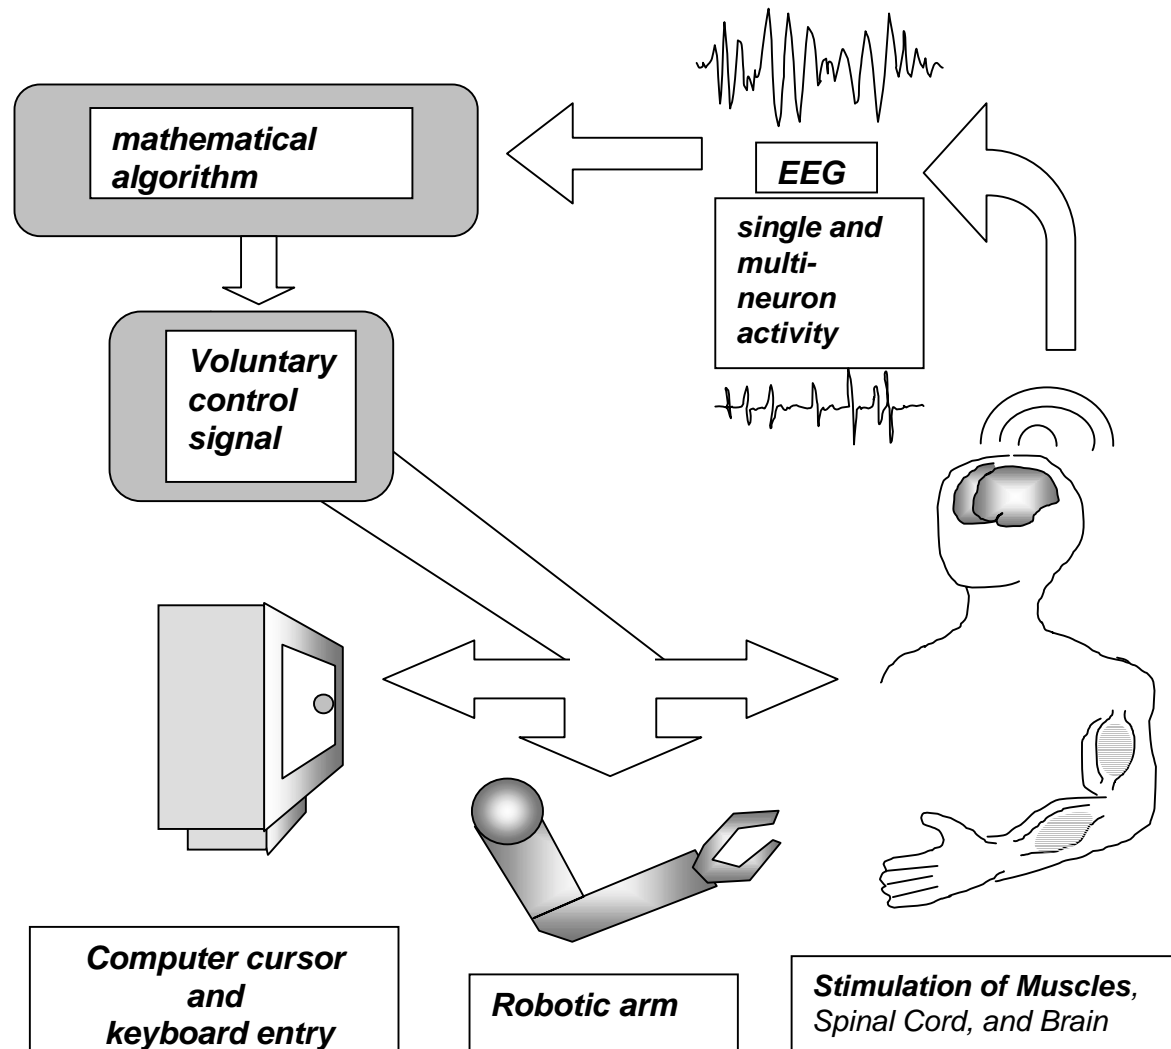 mathematical
algorithm
EEG
single and
multi-
neuron
activity
Voluntary
control
signal
Computer cursor
and
keyboard entry
Robotic arm
Stimulation of Muscles,
Spinal Cord, and Brain